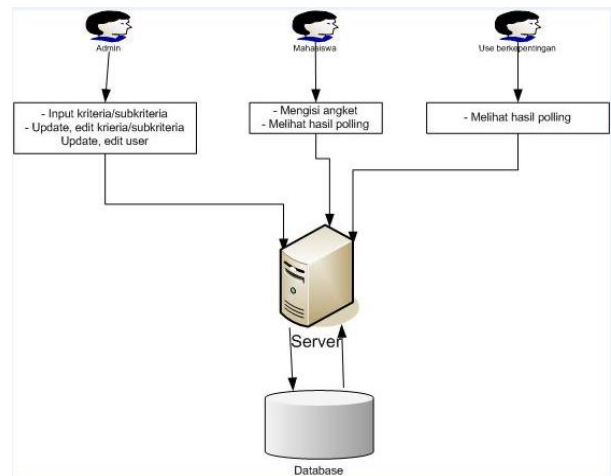 Admin
Mahasiswa
Use berkepentingan
- Input kriteria/subkriteria
- Update, edit krieria/subkriteria
Update, edit user
- Mengisi angket
- Melihat hasil polling
- Melihat hasil polling
Server
Database